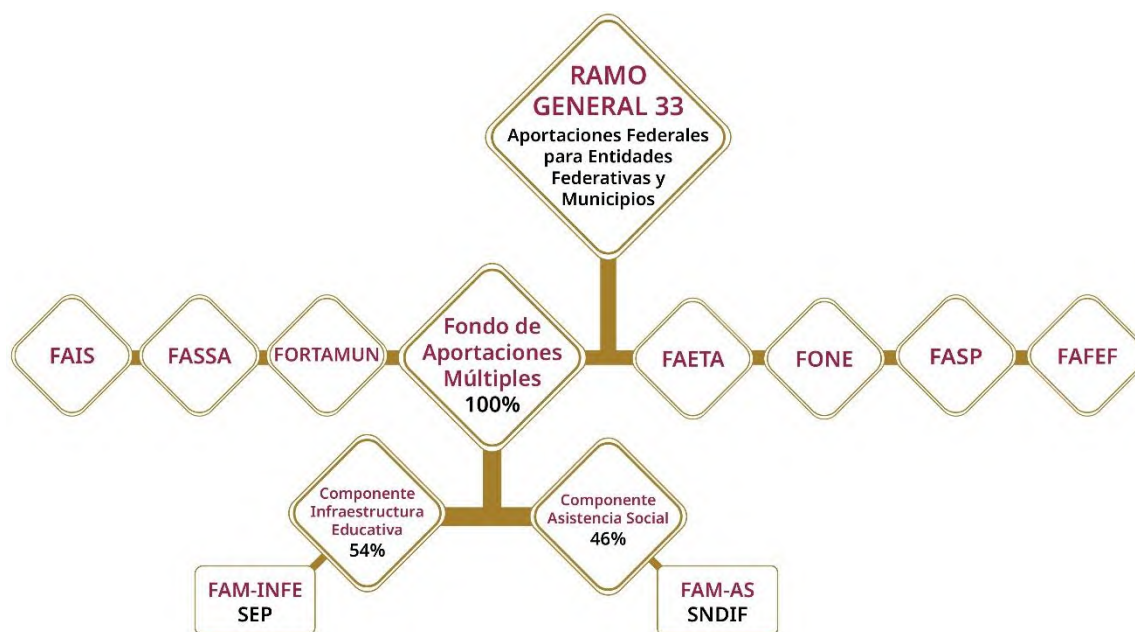 RAMO
GENERAL 33
Aportaciones Federales
para Entidades
Federativas y
Municipios
FAIS
FASSA
FORTAMUN
Fondo de
Aportaciones
Múltiples
100%
FAETA
FONE
FASP
FAFEF
Componente
Infraestructura
Educativa
54%
Componente
Asistencia Social
46%
FAM-INFE
SEP
FAM-AS
SNDIF